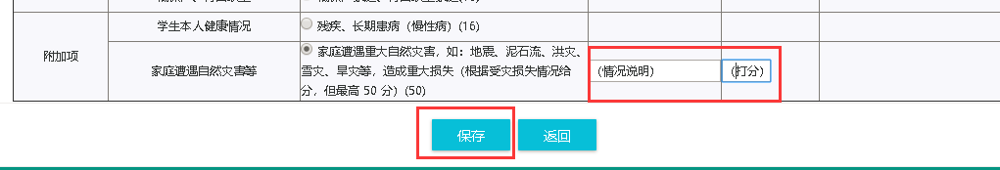 学生本人健康情况
残疾、长期患病（慢性病）(16)
附加项
家庭遭遇自然灾害等
家庭遭遇重大自然灾害，如：地震、泥石流、洪灾、
雪灾、旱灾等，造成重大损失（根据受灾损失情况给
分，但最高 50 分）(50)
（情况说明）
（打分）
保存
返回